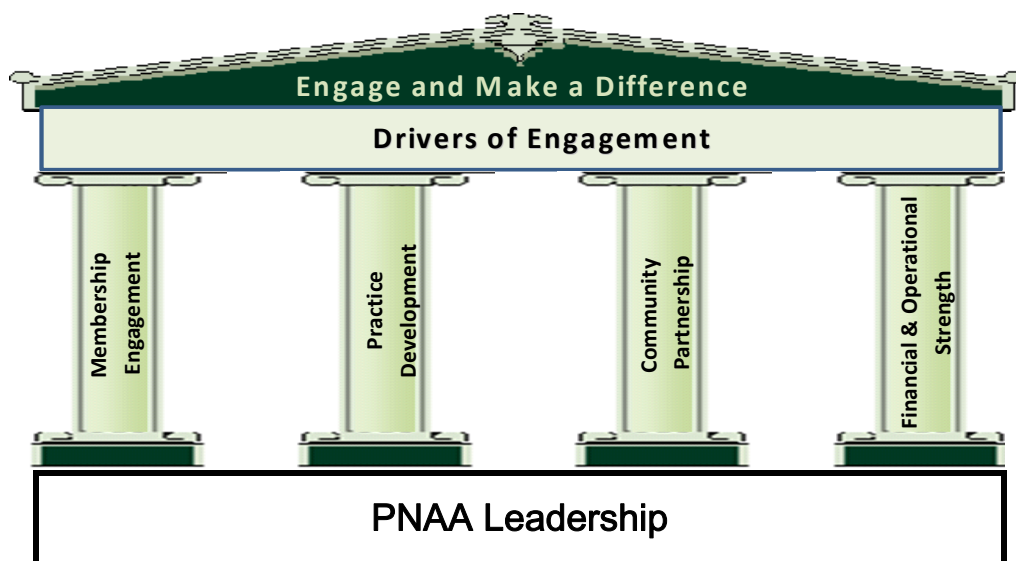 Engage and Make a Difference
Drivers of Engagement
Membership
Engagement
Practice
Development
Community
Partnership
Financial & Operational
Strength
PNAA Leadership